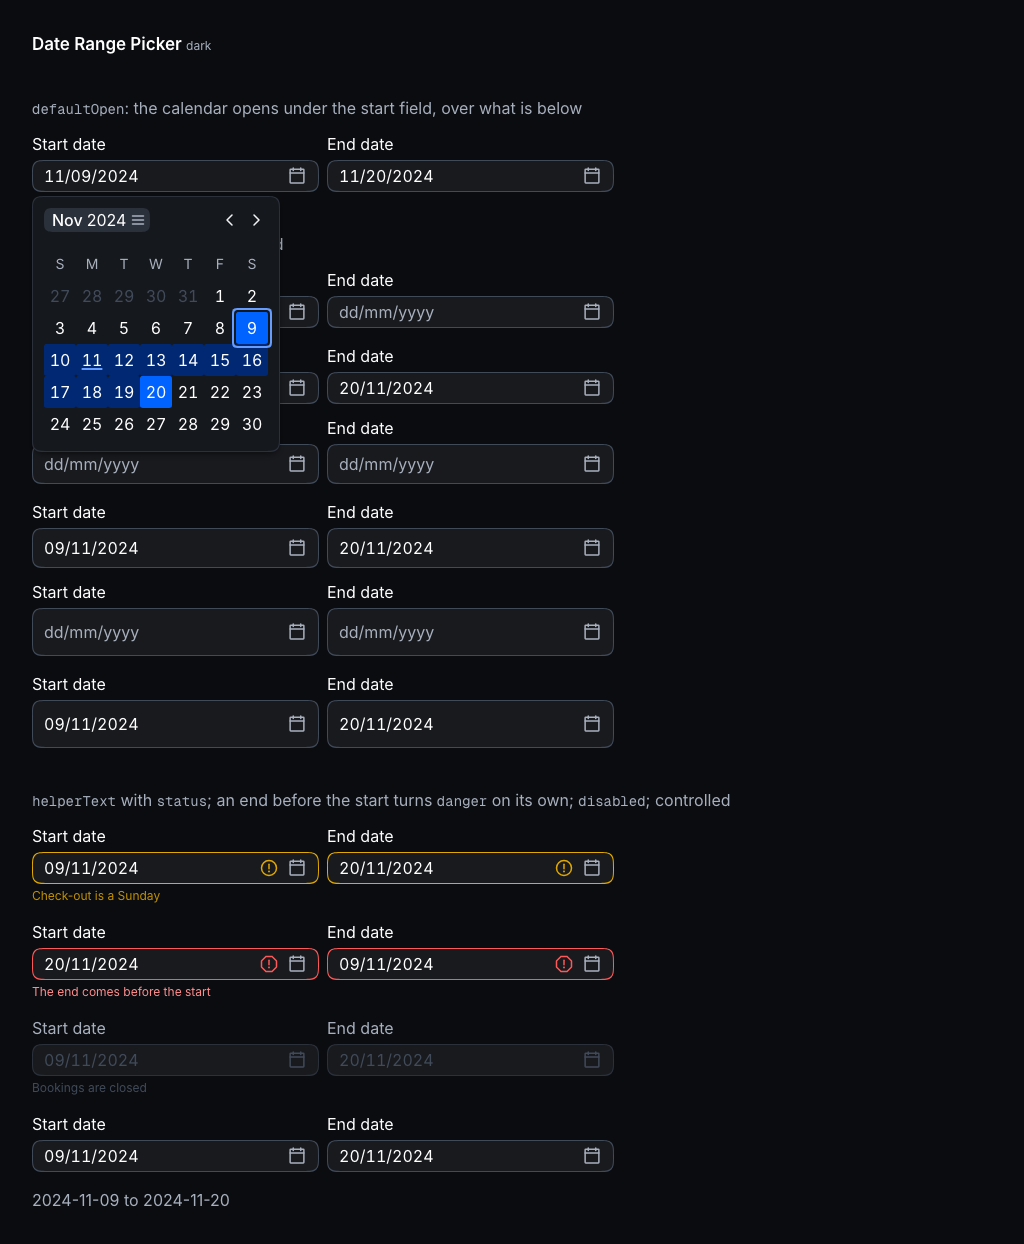 Date Range Picker dark
defaultOpen: the calendar opens under the start field, over what is below
Start date End date
11/09/2024 11/20/2024
Nov 2024
S M T W T F S
End date
27 28 29 30 31 1 2
dd/mm/yyyy
3 4 5 6 7 8 9
End date
10 11 12 13 14 15 16
20/11/2024
17 18 19 20 21 22 23
24 25 26 27 28 29 30
End date
dd/mm/yyyy dd/mm/yyyy
Start date End date
09/11/2024 20/11/2024
Start date End date
dd/mm/yyyy dd/mm/yyyy
Start date End date
09/11/2024 20/11/2024
helperText with status; an end before the start turns danger on its own; disabled; controlled
Start date End date
09/11/2024 20/11/2024
Check-out is a Sunday
Start date End date
20/11/2024 09/11/2024
The end comes before the start
Start date End date
09/11/2024 20/11/2024
Bookings are closed
Start date End date
09/11/2024 20/11/2024
2024-11-09 to 2024-11-20